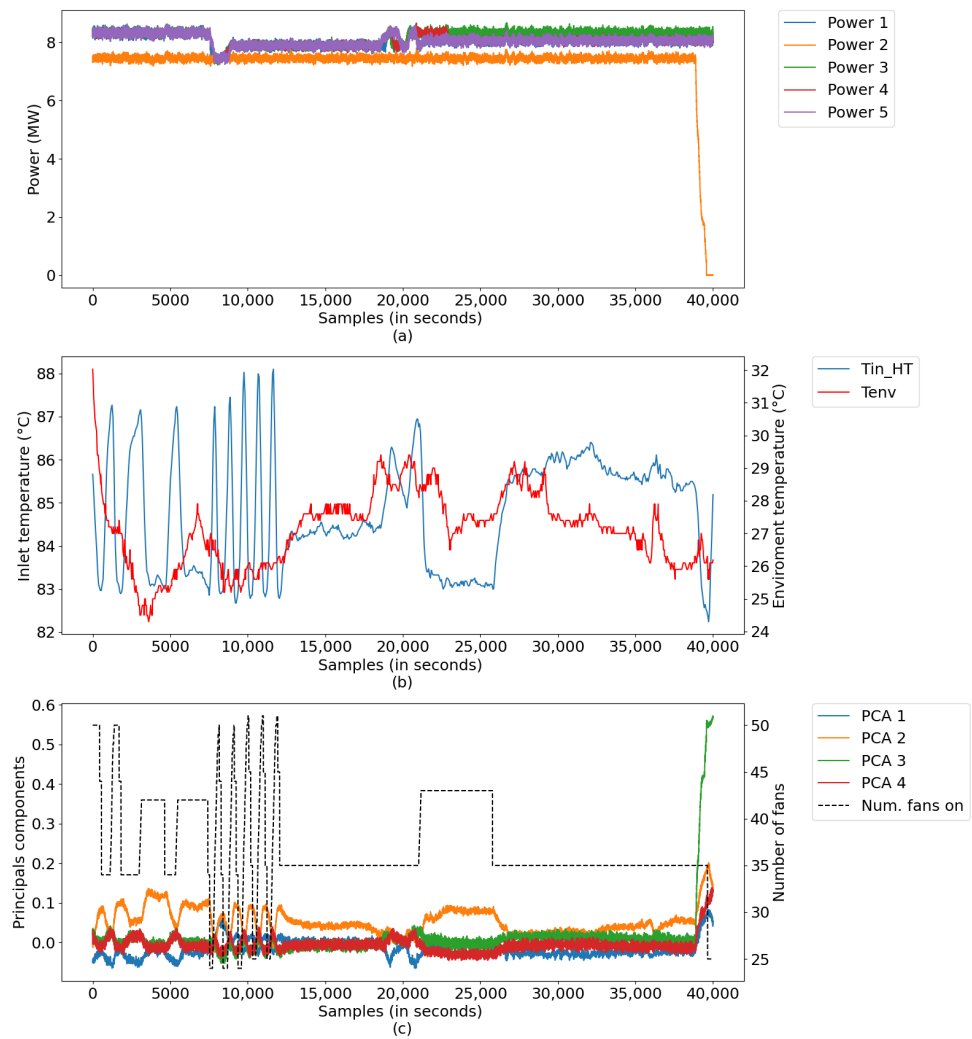 8
6
4
2
0
Power (MW)
0
5000
10,000
15,000
20,000
25,000
30,000
35,000
40,000
Samples (in seconds)
(a)
Power 1
Power 2
Power 3
Power 4
Power 5
88
87
86
85
84
83
82
Inlet temperature (°C)
32
31
30
29
28
27
26
25
24
Enviroment temperature (°C)
0
5000
10,000
15,000
20,000
25,000
30,000
35,000
40,000
Samples (in seconds)
(b)
Tin_HT
Tenv
0.6
0.5
0.4
0.3
0.2
0.1
0.0
Principals components
50
45
40
35
30
25
Number of fans
0
5000
10,000
15,000
20,000
25,000
30,000
35,000
40,000
Samples (in seconds)
(c)
PCA 1
PCA 2
PCA 3
PCA 4
Num. fans on